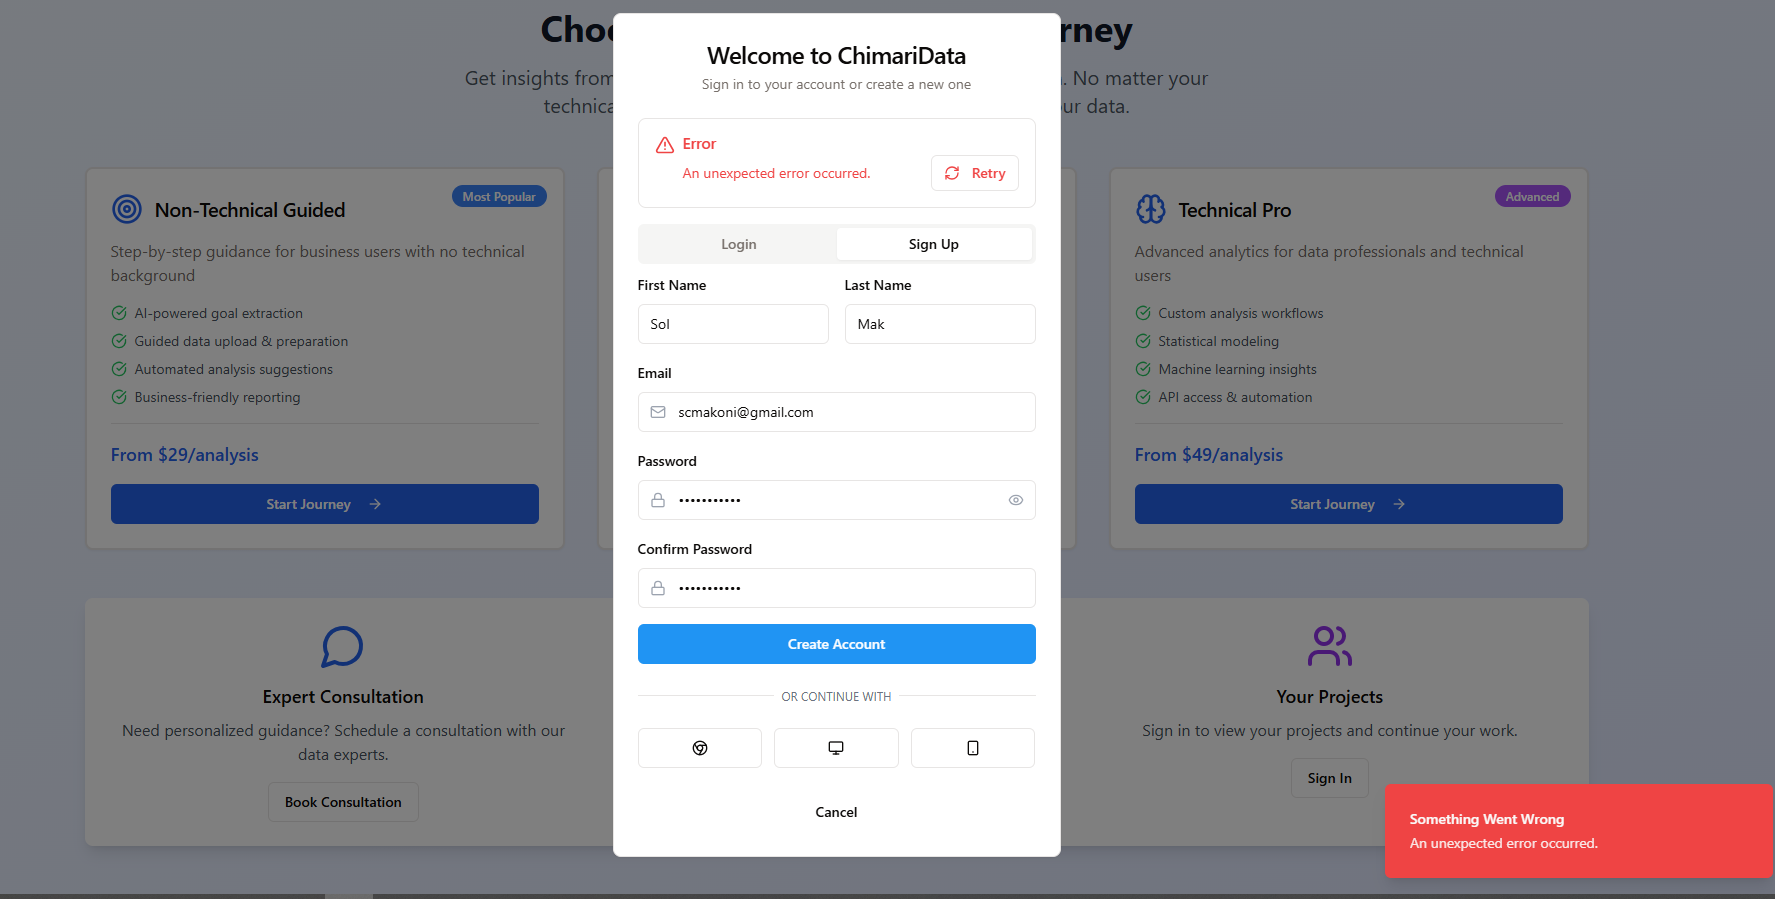 Choo
rney
Get insights from
. No matter your
technica
ur data.
Welcome to ChimariData
Sign in to your account or create a new one
Error
An unexpected error occurred.
Retry
Login
Sign Up
First Name
Last Name
Sol
Mak
Email
scmakoni@gmail.com
Password
•••••••••••
Confirm Password
•••••••••••
Create Account
OR CONTINUE WITH
Cancel
Most Popular
Non-Technical Guided
Step-by-step guidance for business users with no technical
background
AI-powered goal extraction
Guided data upload & preparation
Automated analysis suggestions
Business-friendly reporting
From $29/analysis
Start Journey
Advanced
Technical Pro
Advanced analytics for data professionals and technical
users
Custom analysis workflows
Statistical modeling
Machine learning insights
API access & automation
From $49/analysis
Start Journey
Expert Consultation
Need personalized guidance? Schedule a consultation with our
data experts.
Book Consultation
Your Projects
Sign in to view your projects and continue your work.
Sign In
Something Went Wrong
An unexpected error occurred.